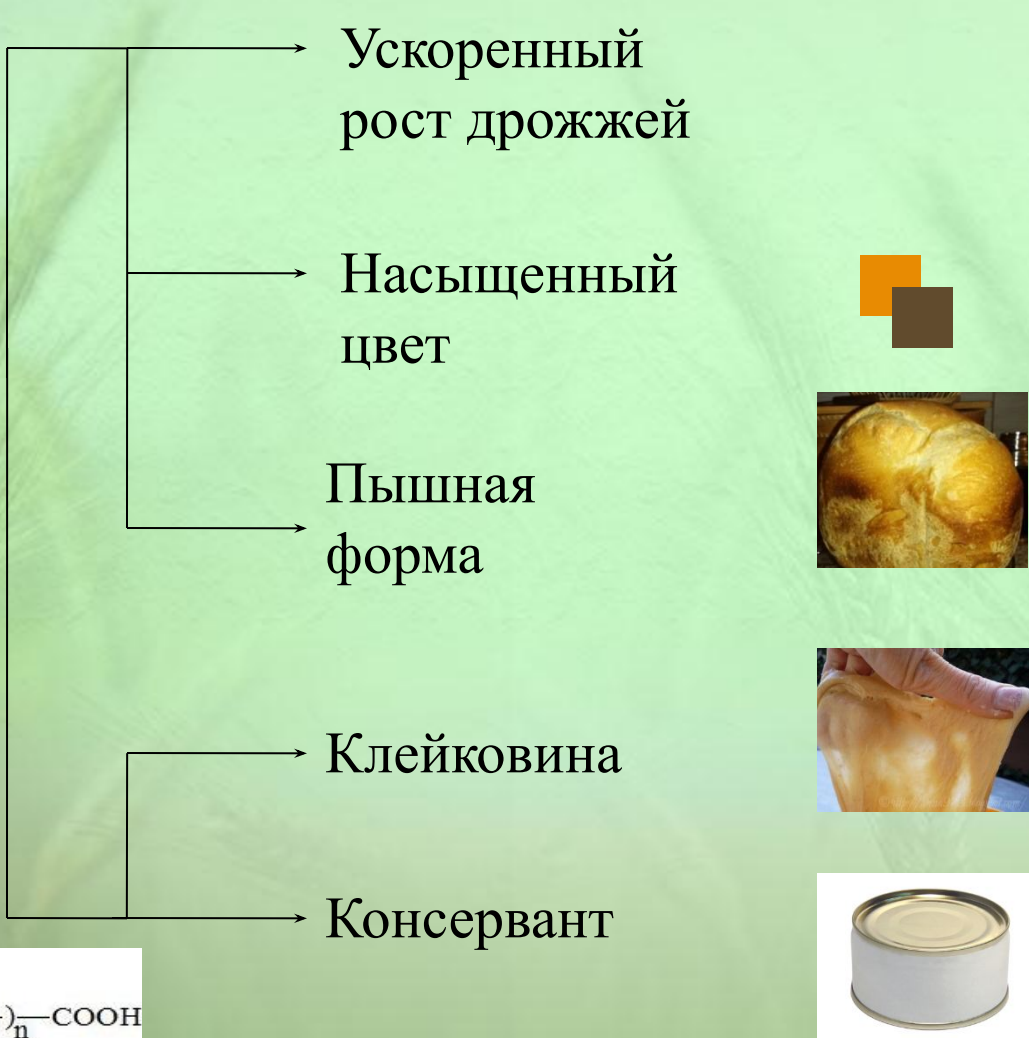 Ускоренный
рост дрожжей
Насыщенный
цвет
Пышная
форма
Клейковина
Консервант
)n—COOH